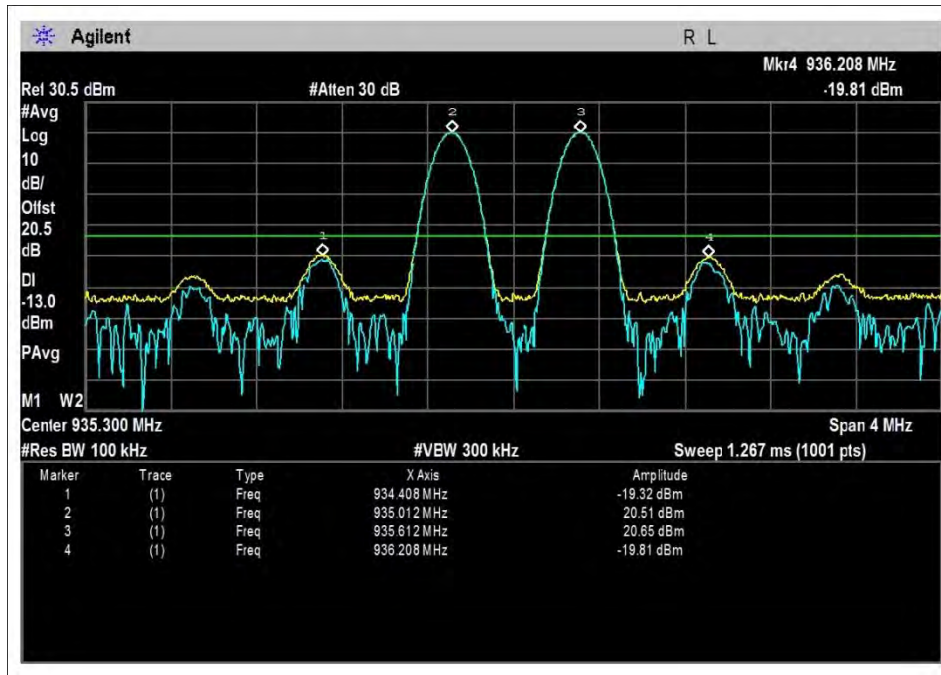 Agilent R L
Mkr4 936.208 MHz
Ref 30.5 dBm #Atten 30 dB -19.81 dBm
#Avg
Log
10
dB/
Offst
20.5
dB
DI
-13.0
dBm
PAvg
2 3
1 4
M1 W2
Center 935.300 MHz Span 4 MHz
#Res BW 100 kHz #VBW 300 kHz Sweep 1.267 ms (1001 pts)
Marker Trace Type X Axis Amplitude
1 (1) Freq 934.408 MHz -19.32 dBm
2 (1) Freq 935.012 MHz 20.51 dBm
3 (1) Freq 935.612 MHz 20.65 dBm
4 (1) Freq 936.208 MHz -19.81 dBm